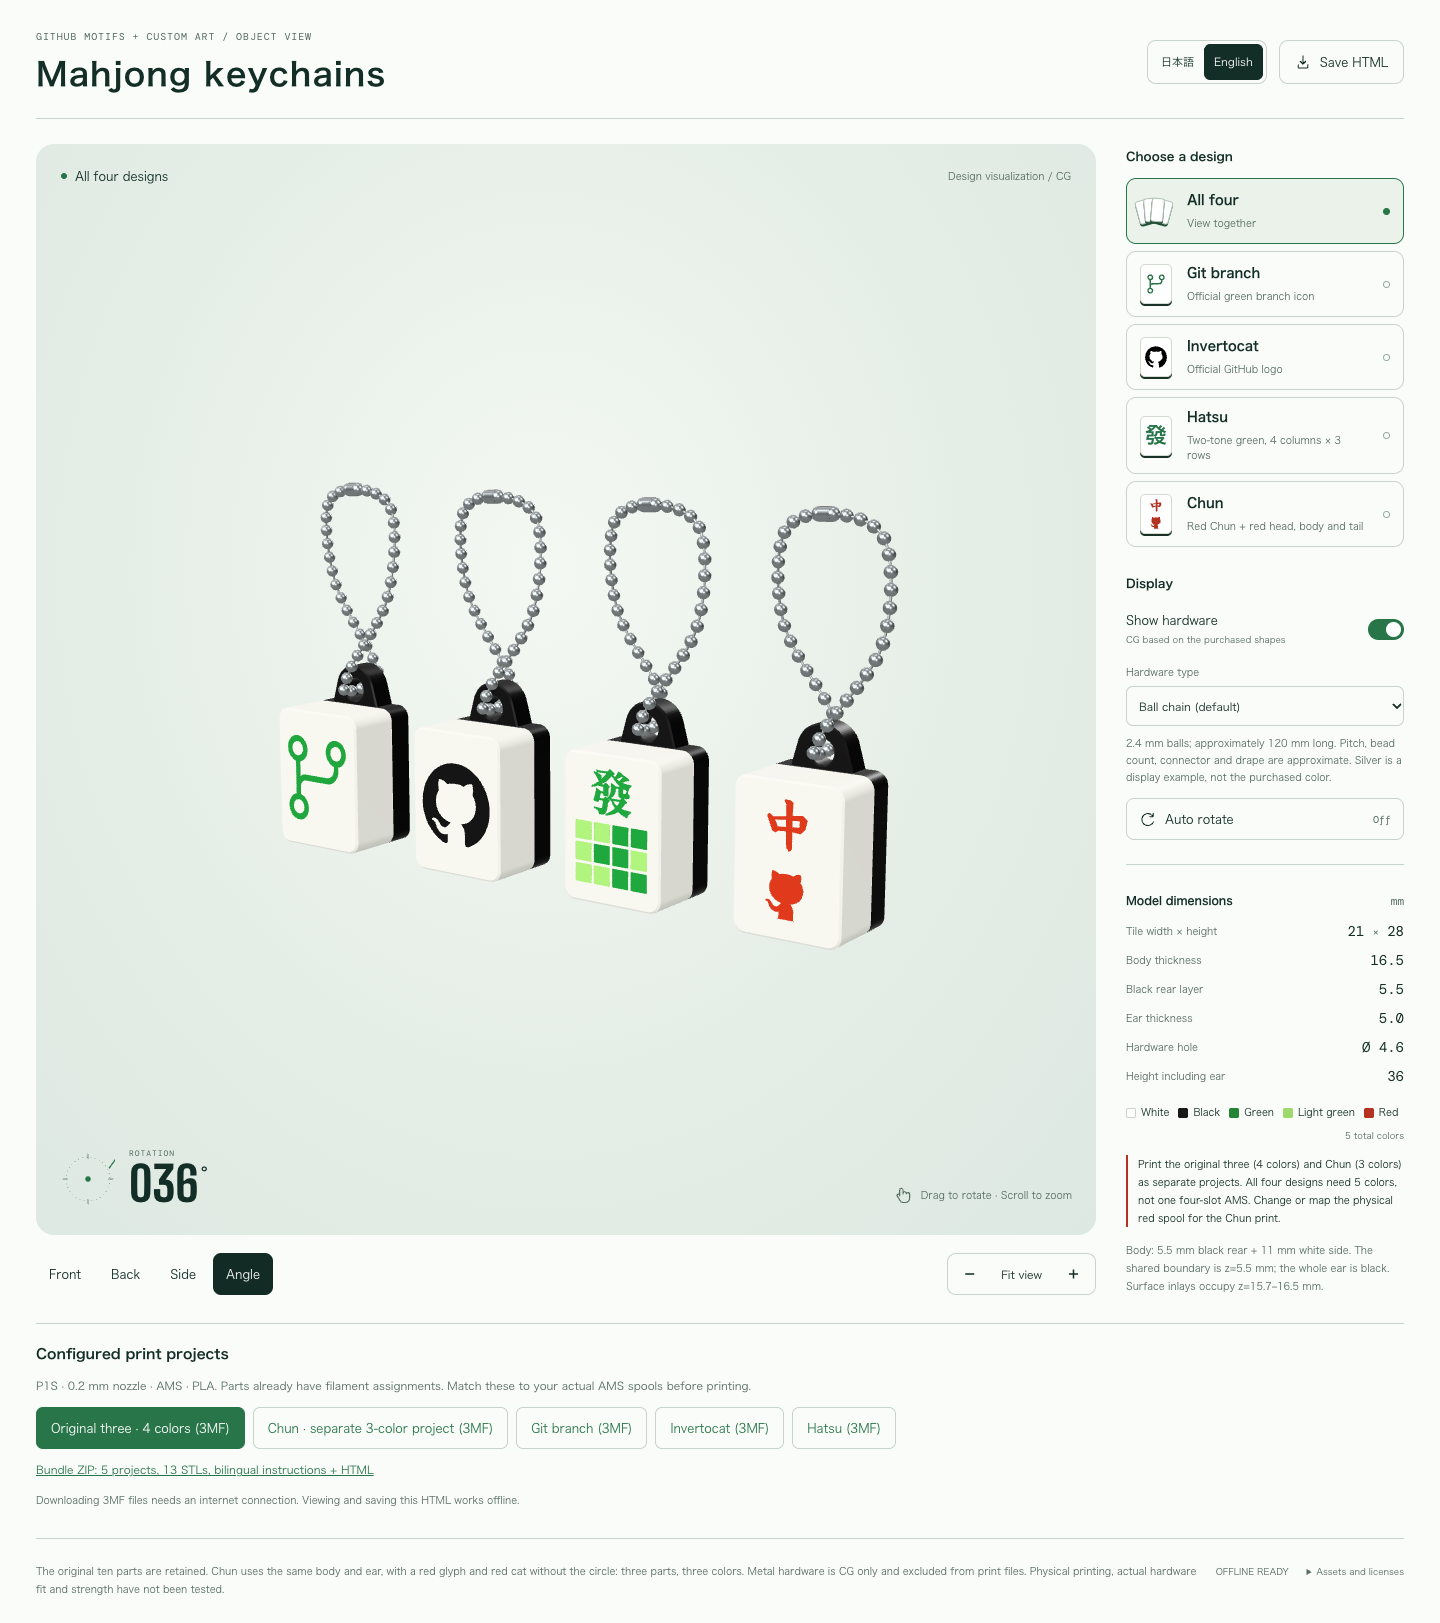 GITHUB MOTIFS + CUSTOM ART / OBJECT VIEW
Mahjong keychains
日本語
English
Save HTML
All four designs
Design visualization / CG
發
中
ROTATION
036°
Drag to rotate · Scroll to zoom
Front
Back
Side
Angle
Fit view
Choose a design
All four
View together
Git branch
Official green branch icon
Invertocat
Official GitHub logo
發
Hatsu
Two-tone green, 4 columns × 3
rows
中
Chun
Red Chun + red head, body and tail
Display
Show hardware
CG based on the purchased shapes
Hardware type
Ball chain (default)
2.4 mm balls; approximately 120 mm long. Pitch, bead
count, connector and drape are approximate. Silver is a
display example, not the purchased color.
Auto rotate
Off
Model dimensions
mm
Tile width × height
21 × 28
Body thickness
16.5
Black rear layer
5.5
Ear thickness
5.0
Hardware hole
Ø 4.6
Height including ear
36
White
Black
Green
Light green
Red
5 total colors
Print the original three (4 colors) and Chun (3 colors)
as separate projects. All four designs need 5 colors,
not one four-slot AMS. Change or map the physical
red spool for the Chun print.
Body: 5.5 mm black rear + 11 mm white side. The
shared boundary is z=5.5 mm; the whole ear is black.
Surface inlays occupy z=15.7–16.5 mm.
Configured print projects
P1S · 0.2 mm nozzle · AMS · PLA. Parts already have filament assignments. Match these to your actual AMS spools before printing.
Original three · 4 colors (3MF)
Chun · separate 3-color project (3MF)
Git branch (3MF)
Invertocat (3MF)
Hatsu (3MF)
Bundle ZIP: 5 projects, 13 STLs, bilingual instructions + HTML
Downloading 3MF files needs an internet connection. Viewing and saving this HTML works offline.
The original ten parts are retained. Chun uses the same body and ear, with a red glyph and red cat without the circle: three parts, three colors. Metal hardware is CG only and excluded from print files. Physical printing, actual hardware
fit and strength have not been tested.
OFFLINE READY
Assets and licenses